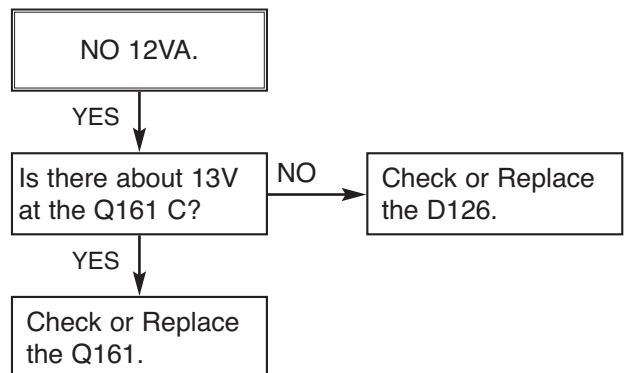 NO 12VA.
YES
Is there about 13V
at the Q161 C?
NO
Check or Replace
the D126.
YES
Check or Replace
the Q161.